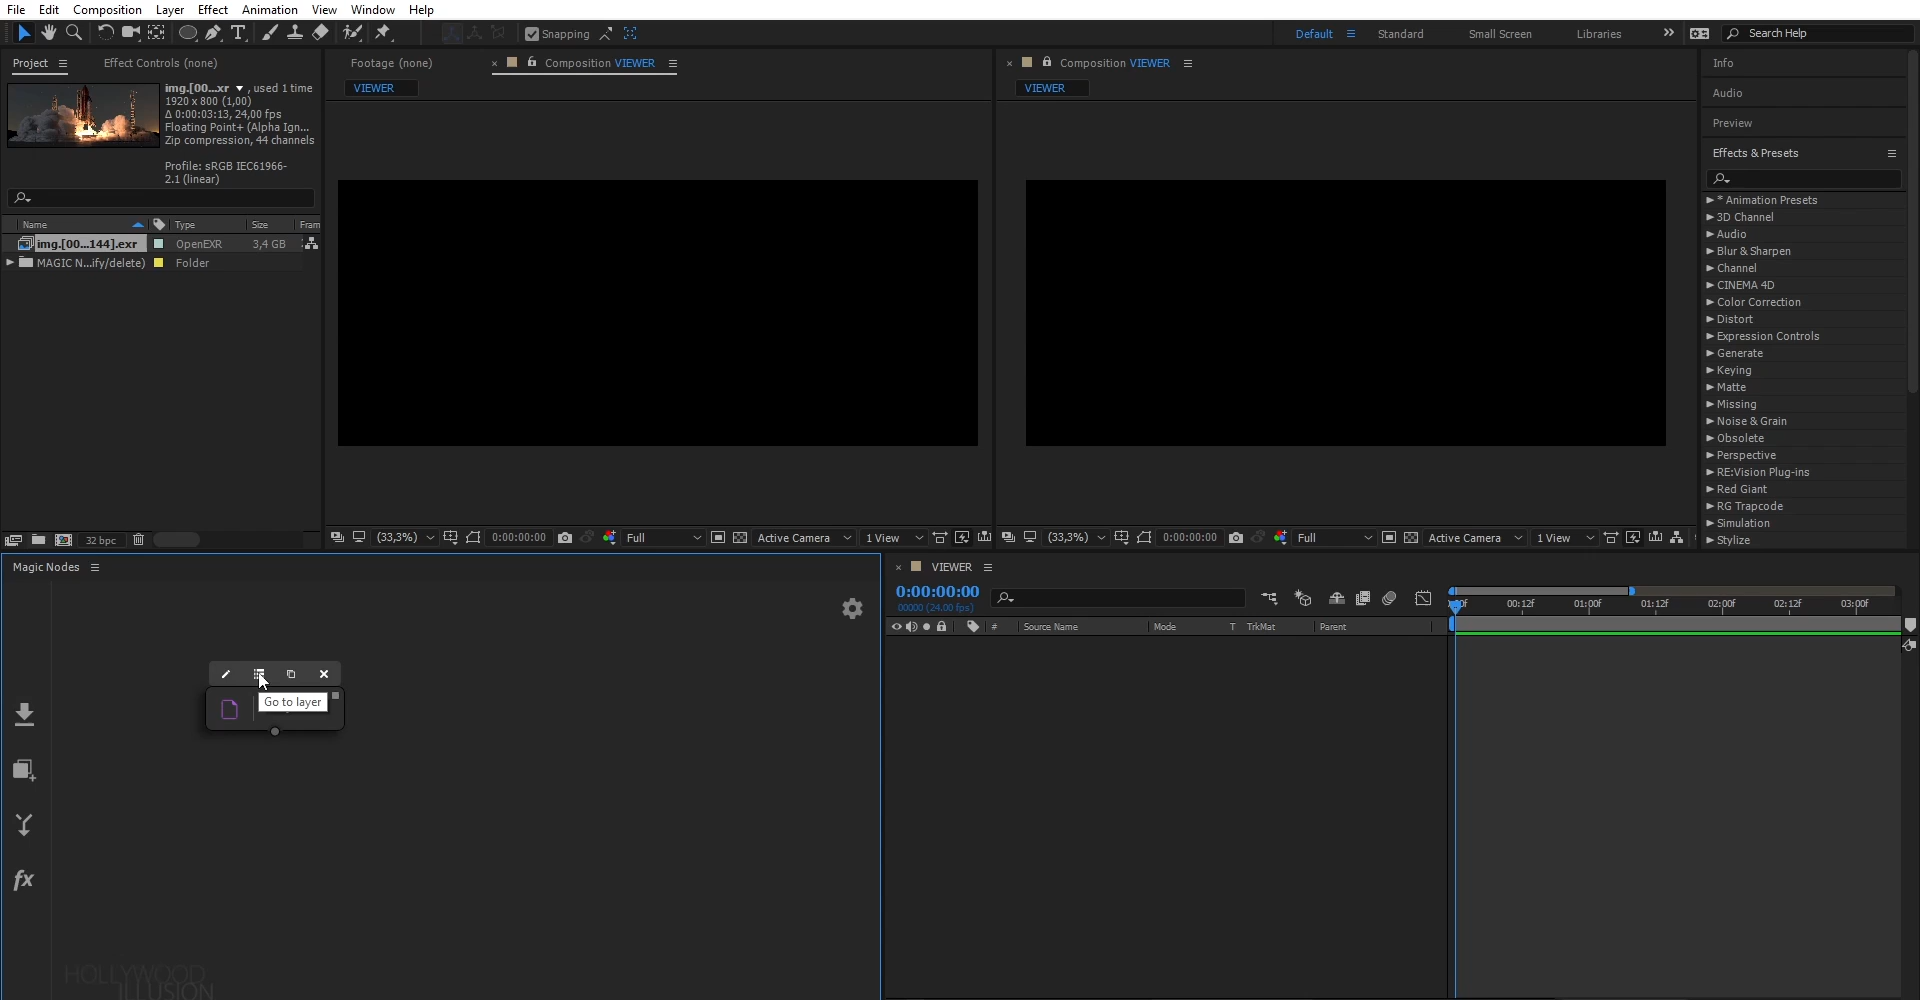 File Edit Composition Layer Effect Animation View Window Help
Snapping
Default
Standard
Small Screen
Libraries
Search Help
Project
Effect Controls (none)
img.[00...xr ▼ , used 1 time
1920 x 800 (1,00)
Δ 0:00:03:13, 24,00 fps
Floating Point+ (Alpha Ign...
Zip compression, 44 channels
Profile: sRGB IEC61966-
2.1 (linear)
Name Type Size Fram
img.[00...144].exr OpenEXR 3,4 GB
MAGIC N...ify/delete) Folder
32 bpc
Footage (none)
Composition VIEWER
VIEWER
(33,3%) 0:00:00:00 Full Active Camera 1 View
Composition VIEWER
VIEWER
(33,3%) 0:00:00:00 Full Active Camera 1 View
Info
Audio
Preview
Effects & Presets
* Animation Presets
3D Channel
Audio
Blur & Sharpen
Channel
CINEMA 4D
Color Correction
Distort
Expression Controls
Generate
Keying
Matte
Missing
Noise & Grain
Obsolete
Perspective
RE:Vision Plug-ins
Red Giant
RG Trapcode
Simulation
Stylize
Magic Nodes
Go to layer
fx
HOLLYWOOD
ILLUSION
VIEWER
0:00:00:00
00000 (24.00 fps)
# Source Name Mode T TrkMat Parent
00:12f 01:00f 01:12f 02:00f 02:12f 03:00f